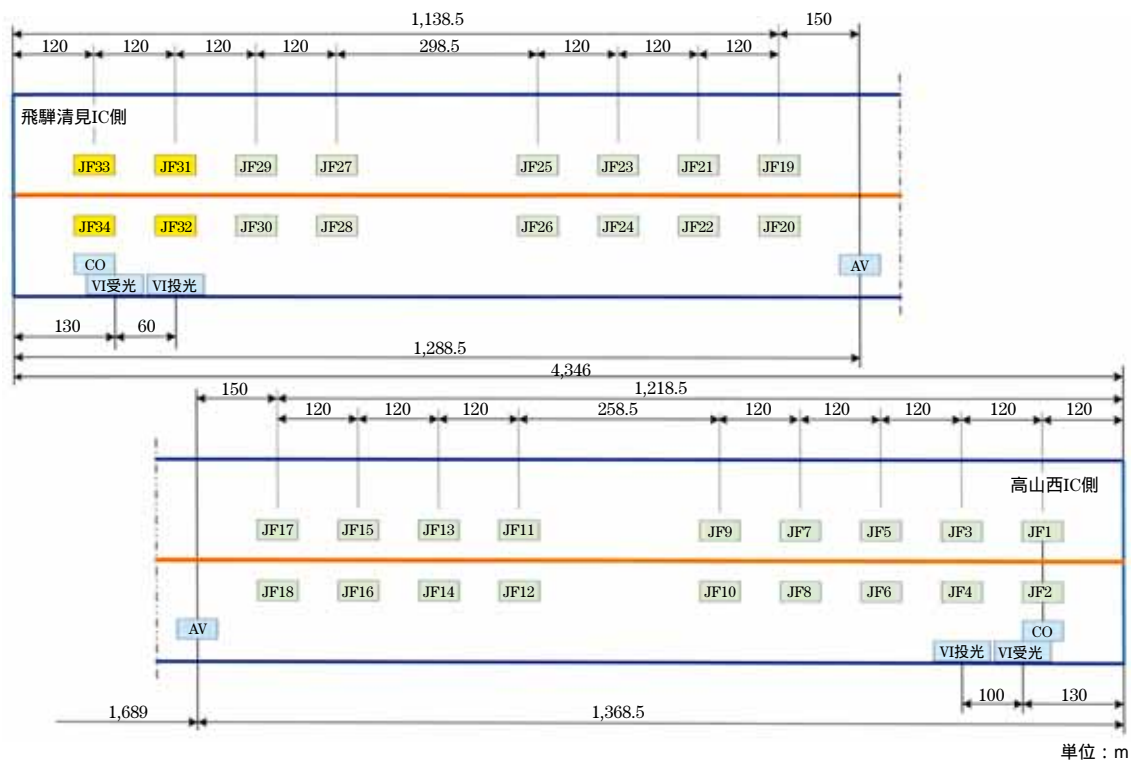 1,138.5 150
120 120 120 120 298.5 120 120 120
飛騨清見IC側
JF33 JF31 JF29 JF27 JF25 JF23 JF21 JF19
JF34 JF32 JF30 JF28 JF26 JF24 JF22 JF20
CO AV
VI受光 VI投光
130 60
1,288.5
4,346
150 1,218.5
120 120 120 258.5 120 120 120 120 120
高山西IC側
JF17 JF15 JF13 JF11 JF9 JF7 JF5 JF3 JF1
JF18 JF16 JF14 JF12 JF10 JF8 JF6 JF4 JF2
AV CO
VI投光 VI受光
100 130
1,689 1,368.5
単位：m